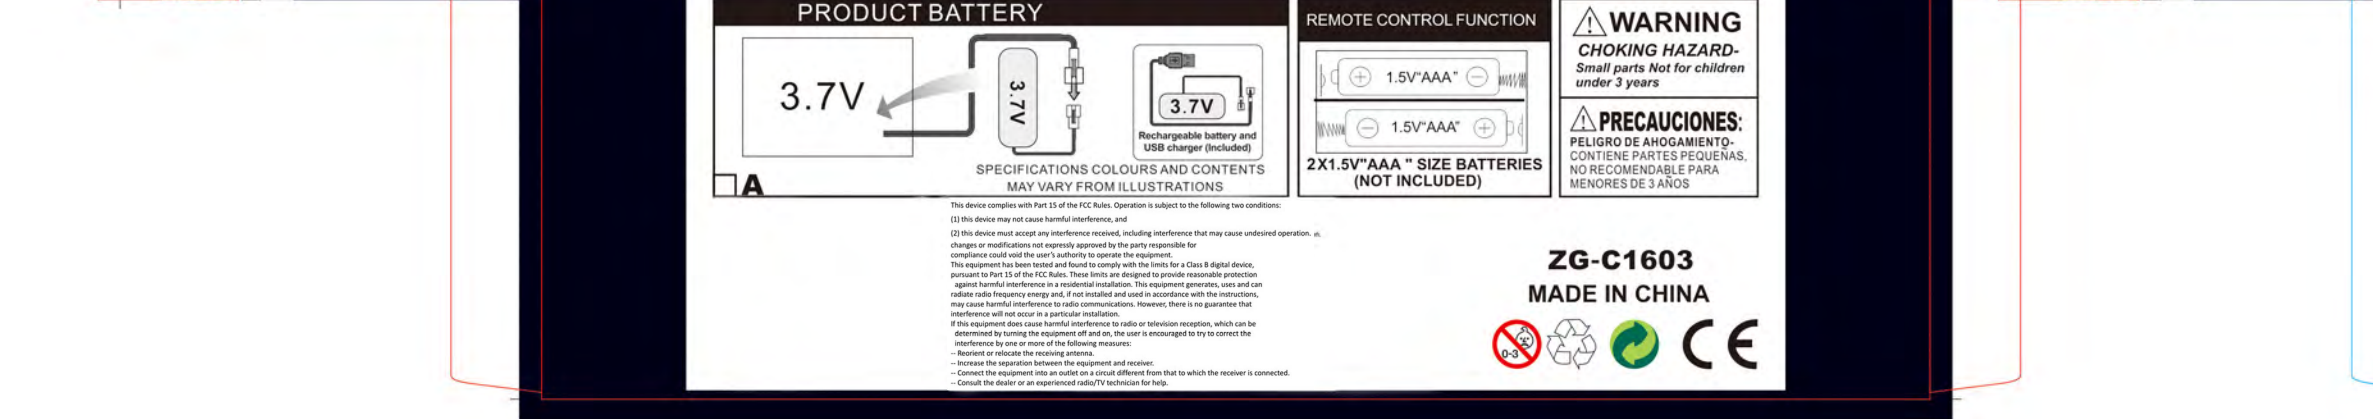 PRODUCT BATTERY
3.7V
3.7V
3.7V
Rechargeable battery and
USB charger (Included)
SPECIFICATIONS COLOURS AND CONTENTS
MAY VARY FROM ILLUSTRATIONS
A
REMOTE CONTROL FUNCTION
1.5V"AAA"
1.5V"AAA"
2X1.5V"AAA " SIZE BATTERIES
(NOT INCLUDED)
WARNING
CHOKING HAZARD-
Small parts Not for children
under 3 years
PRECAUCIONES:
PELIGRO DE AHOGAMIENTO-
CONTIENE PARTES PEQUEÑAS,
NO RECOMENDABLE PARA
MENORES DE 3 AÑOS
This device complies with Part 15 of the FCC Rules. Operation is subject to the following two conditions:
(1) this device may not cause harmful interference, and
(2) this device must accept any interference received, including interference that may cause undesired operation.
changes or modifications not expressly approved by the party responsible for
compliance could void the user's authority to operate the equipment.
This equipment has been tested and found to comply with the limits for a Class B digital device,
pursuant to Part 15 of the FCC Rules. These limits are designed to provide reasonable protection
against harmful interference in a residential installation. This equipment generates, uses and can
radiate radio frequency energy and, if not installed and used in accordance with the instructions,
may cause harmful interference to radio communications. However, there is no guarantee that
interference will not occur in a particular installation.
If this equipment does cause harmful interference to radio or television reception, which can be
determined by turning the equipment off and on, the user is encouraged to try to correct the
interference by one or more of the following measures:
-- Reorient or relocate the receiving antenna.
-- Increase the separation between the equipment and receiver.
-- Connect the equipment into an outlet on a circuit different from that to which the receiver is connected.
-- Consult the dealer or an experienced radio/TV technician for help.
ZG-C1603
MADE IN CHINA
0-3
CE